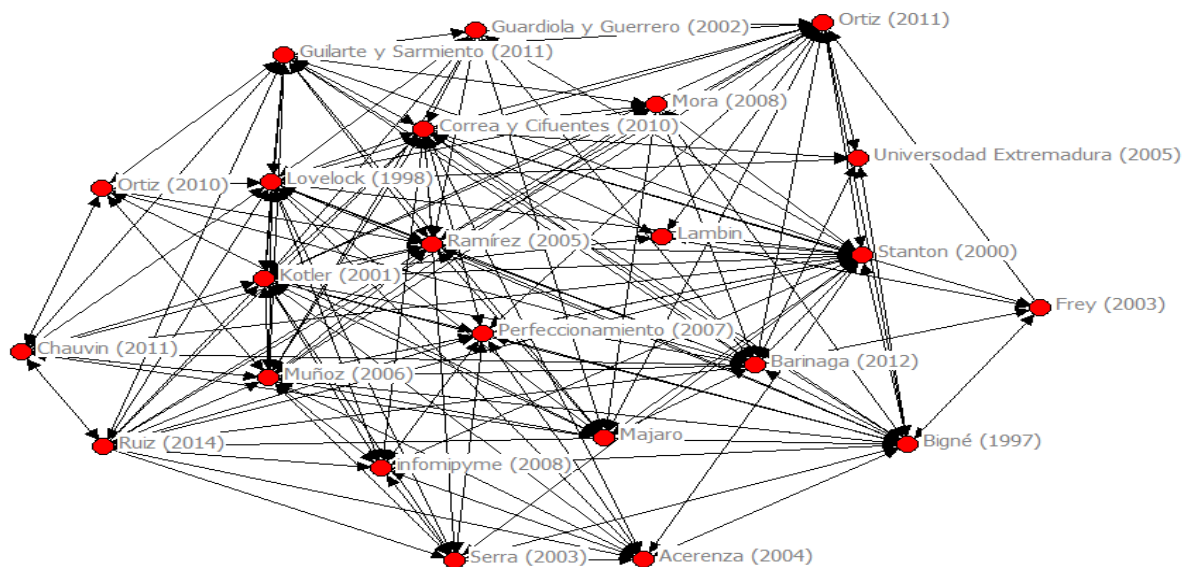 Ortiz (2011)
Guardiola y Guerrero (2002)
Guilarte y Sarmiento (2011)
Mora (2008)
Correa y Cifuentes (2010)
Universodad Extremadura (2005)
Lovelock (1998)
Ortiz (2010)
Lambin
Ramírez (2005)
Stanton (2000)
Kotler (2001)
Frey (2003)
Perfeccionamiento (2007)
Chauvin (2011)
Barinaga (2012)
Muñoz (2006)
Majaro
Bigné (1997)
Ruiz (2014)
infomipyme (2008)
Serra (2003)
Acerenza (2004)